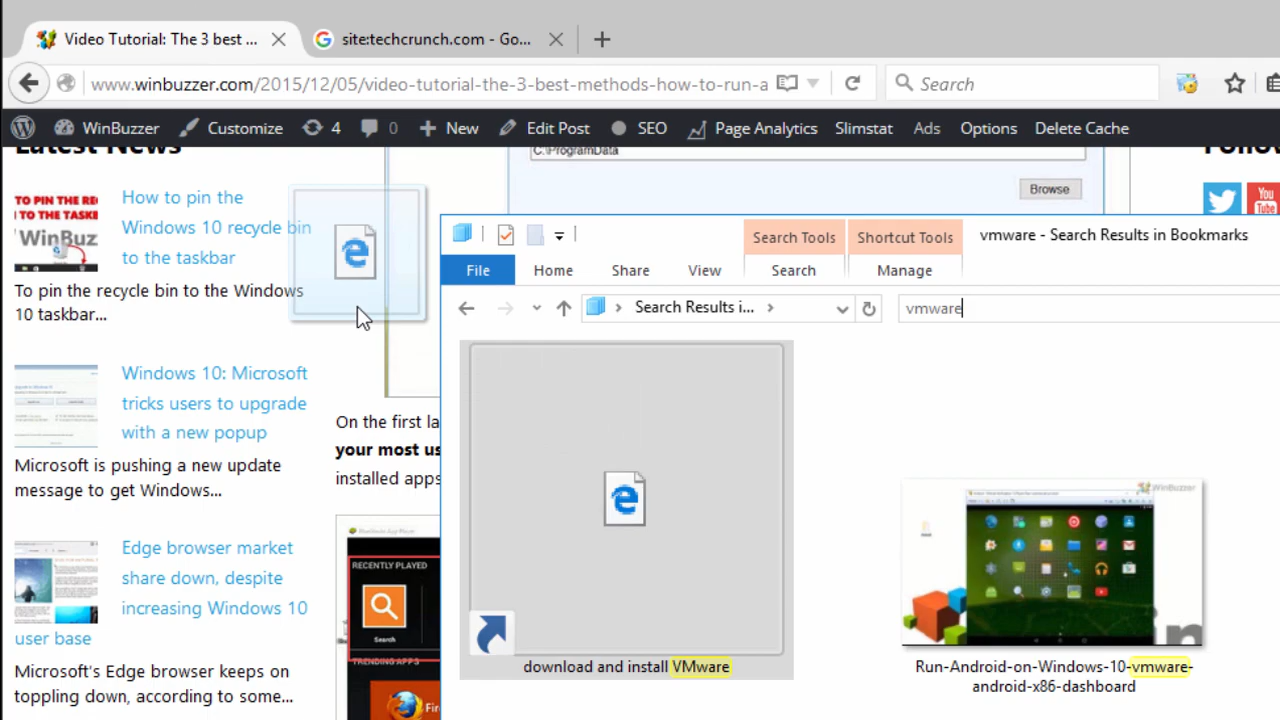 Video Tutorial: The 3 best ...
site:techcrunch.com - Go...
www.winbuzzer.com/2015/12/05/video-tutorial-the-3-best-methods-how-to-run-a
Search
WinBuzzer
Customize
4
0
New
Edit Post
SEO
Page Analytics
Slimstat
Ads
Options
Delete Cache
Latest News
C:\ProgramData
Browse
You
TO THE TASKE
WinBuz
How to pin the
Windows 10 recycle bin
to the taskbar
To pin the recycle bin to the Windows
10 taskbar...
Windows 10: Microsoft
tricks users to upgrade
with a new popup
Microsoft is pushing a new update
message to get Windows...
Edge browser market
share down, despite
increasing Windows 10
user base
Microsoft's Edge browser keeps on
toppling down, according to some...
On the first la
your most us
installed apps
RECENTLY PLAYED
Search
TRENDING APPS
Fire
Search Tools
Shortcut Tools
vmware - Search Results in Bookmarks
File
Home
Share
View
Search
Manage
Search Results i...
vmware
download and install VMware
WinBuzzer
Run-Android-on-Windows-10-vmware-
android-x86-dashboard